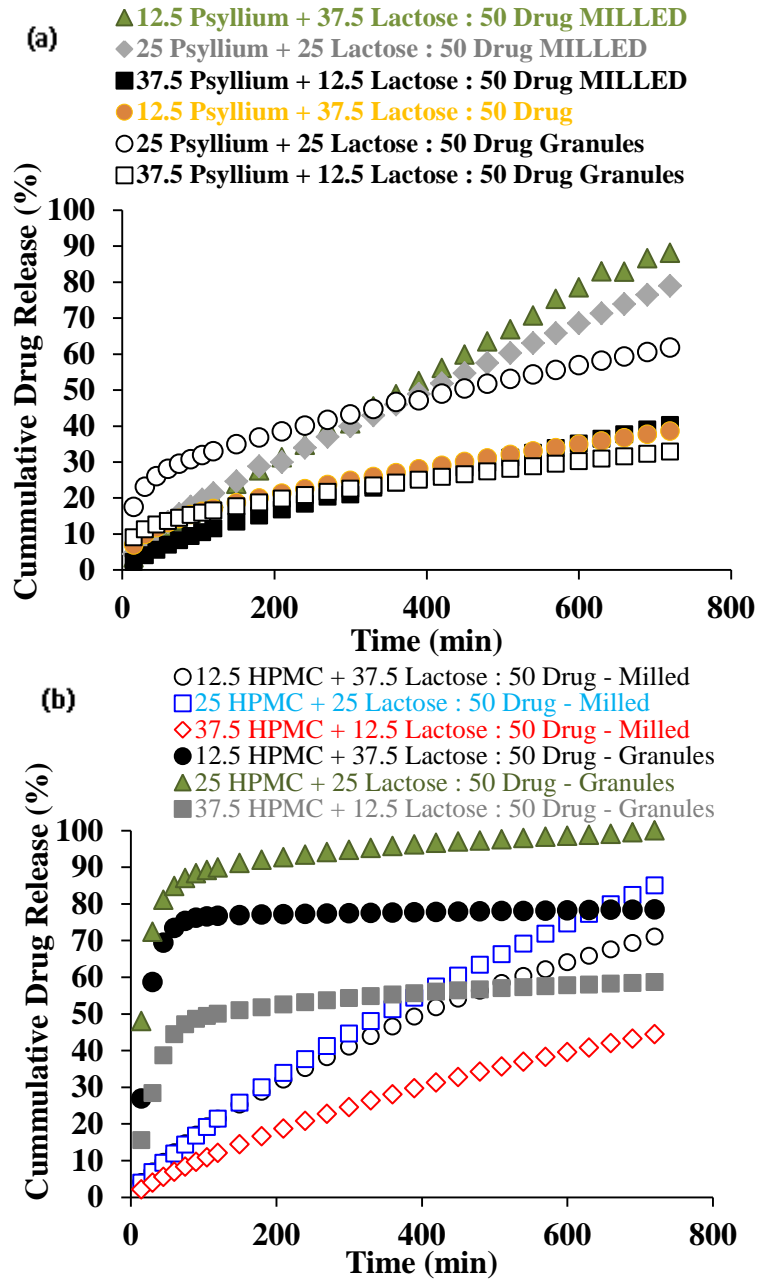 (a)
12.5 Psyllium + 37.5 Lactose : 50 Drug MILLED
25 Psyllium + 25 Lactose : 50 Drug MILLED
37.5 Psyllium + 12.5 Lactose : 50 Drug MILLED
12.5 Psyllium + 37.5 Lactose : 50 Drug
25 Psyllium + 25 Lactose : 50 Drug Granules
37.5 Psyllium + 12.5 Lactose : 50 Drug Granules
Cummulative Drug Release (%)
100
90
80
70
60
50
40
30
20
10
0
0 200 400 600 800
Time (min)
(b)
12.5 HPMC + 37.5 Lactose : 50 Drug - Milled
25 HPMC + 25 Lactose : 50 Drug - Milled
37.5 HPMC + 12.5 Lactose : 50 Drug - Milled
12.5 HPMC + 37.5 Lactose : 50 Drug - Granules
25 HPMC + 25 Lactose : 50 Drug - Granules
37.5 HPMC + 12.5 Lactose : 50 Drug - Granules
Cummulative Drug Release (%)
100
90
80
70
60
50
40
30
20
10
0
0 200 400 600 800
Time (min)